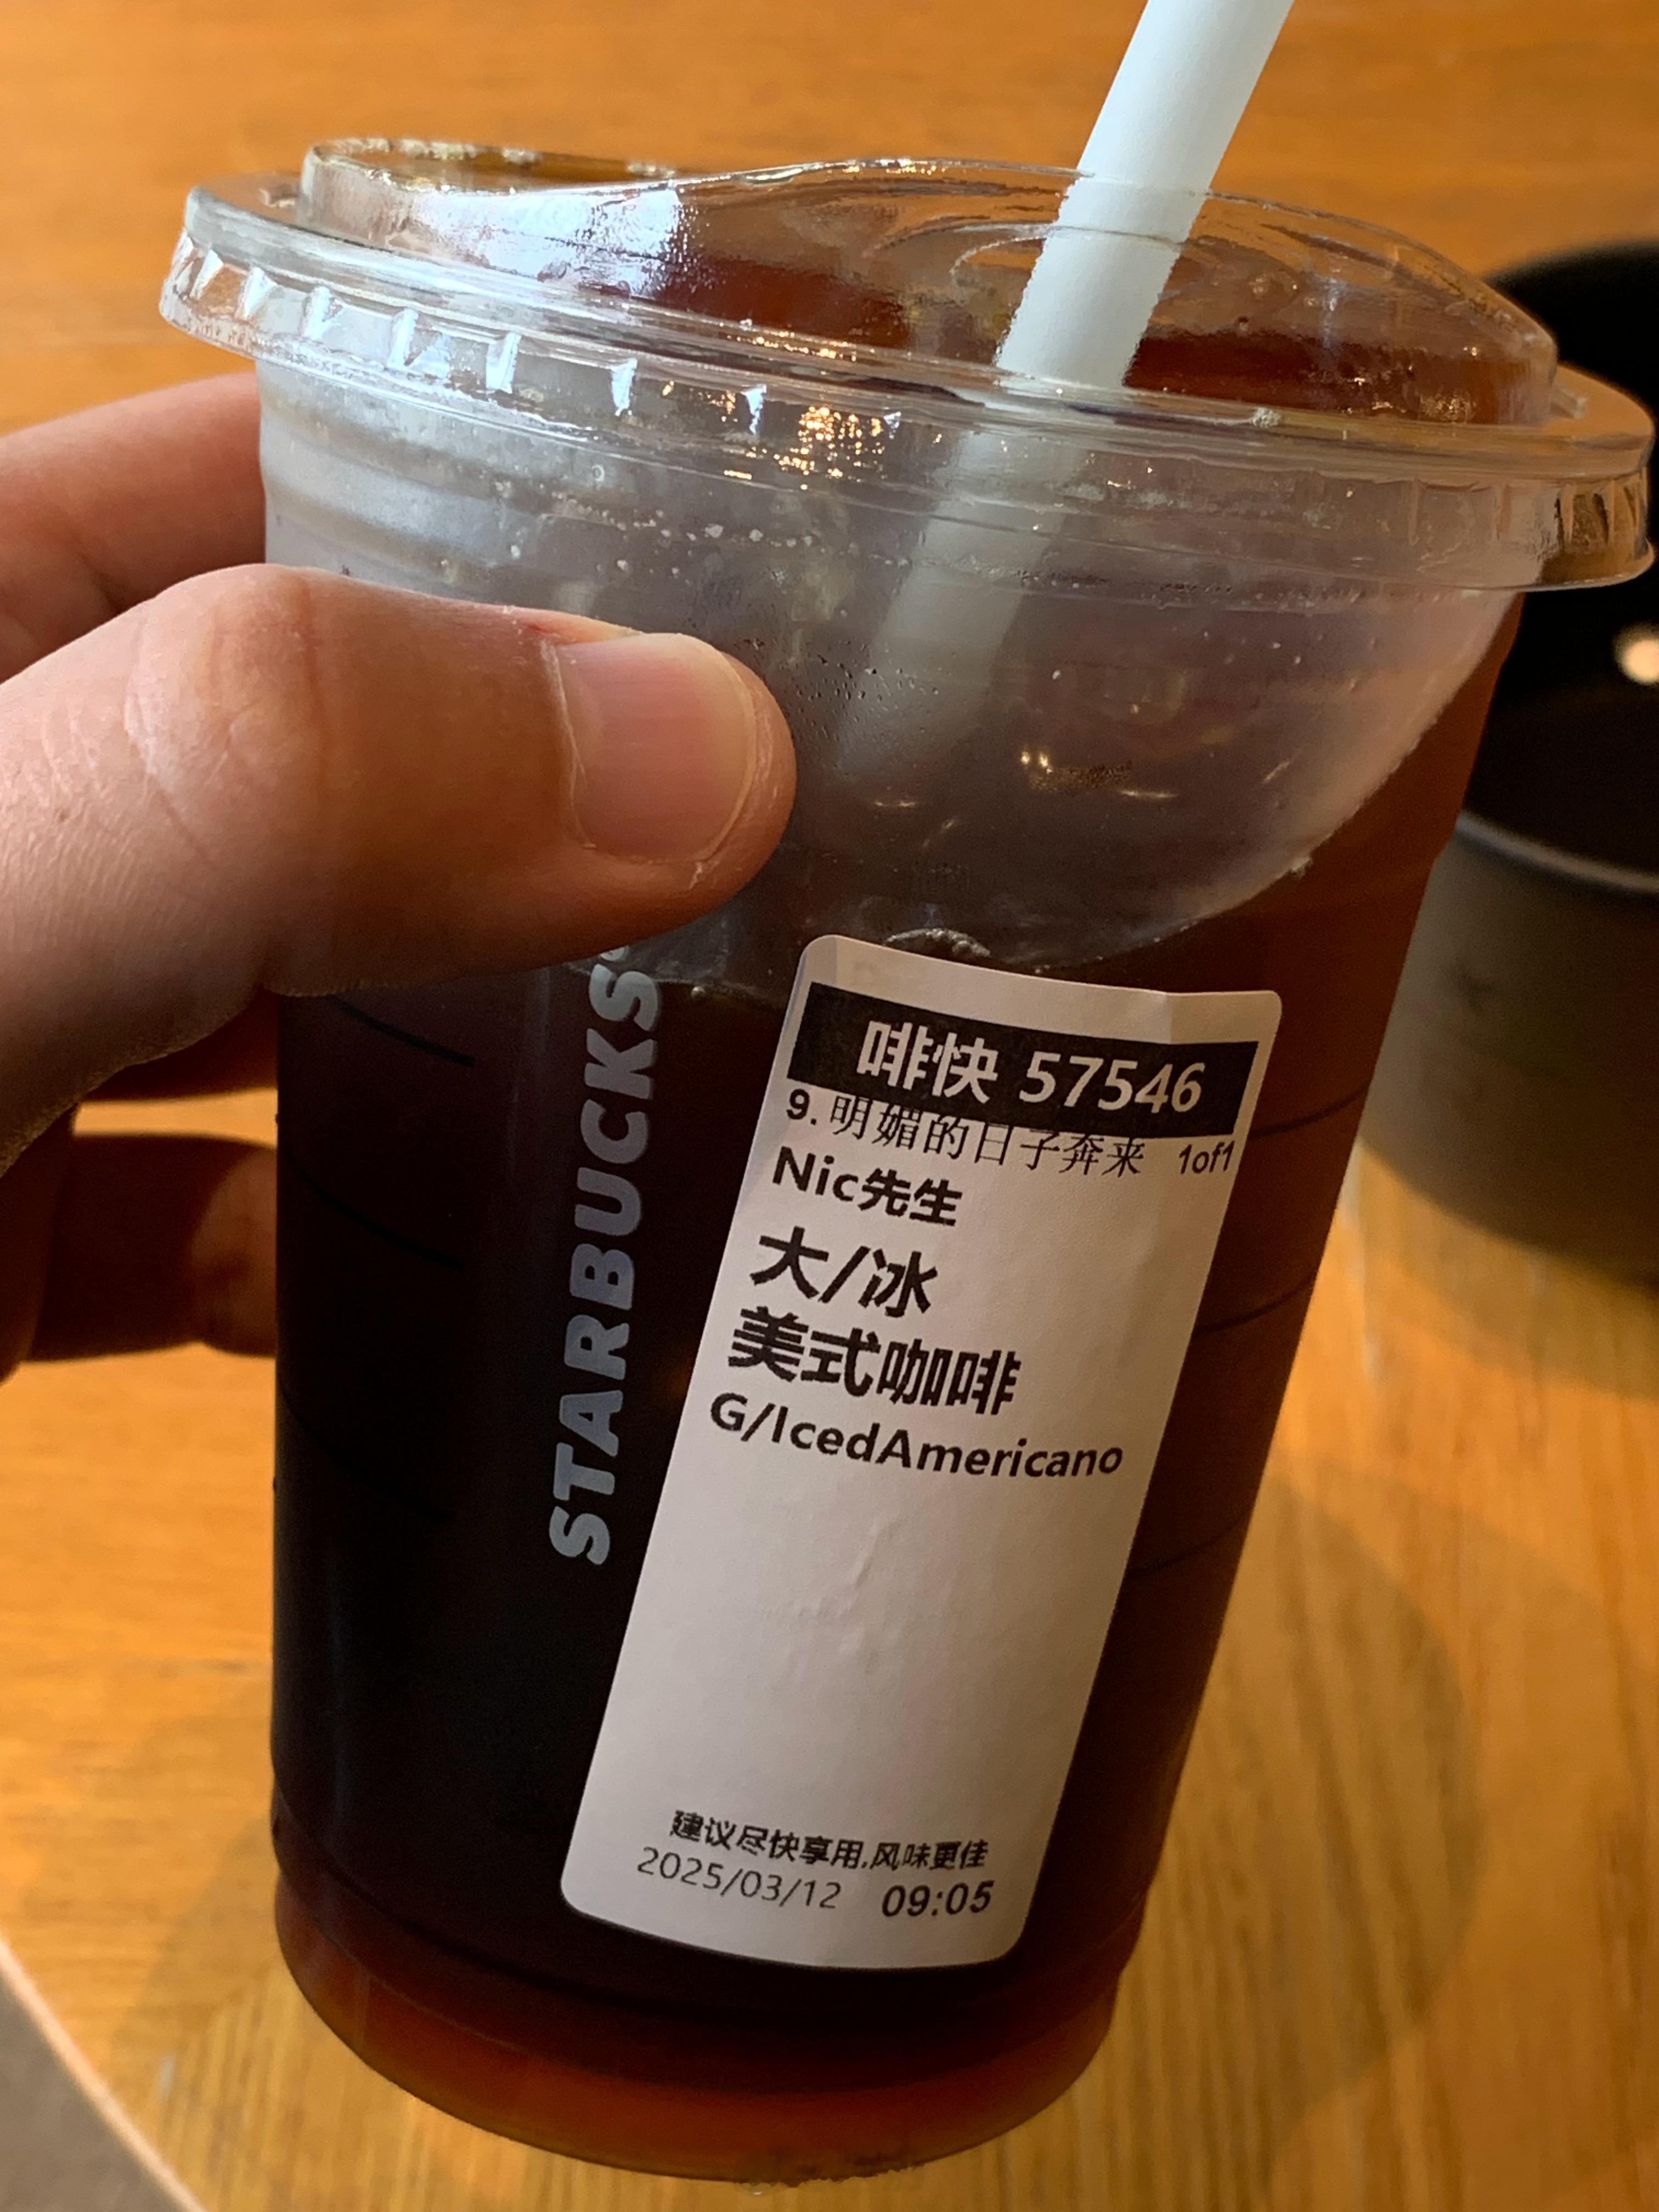 STARBUCKS
啡快 57546
9. 明媚的日子奔来 1of1
Nic先生
大/冰
美式咖啡
G/IcedAmericano
建议尽快享用,风味更佳
2025/03/12 09:05